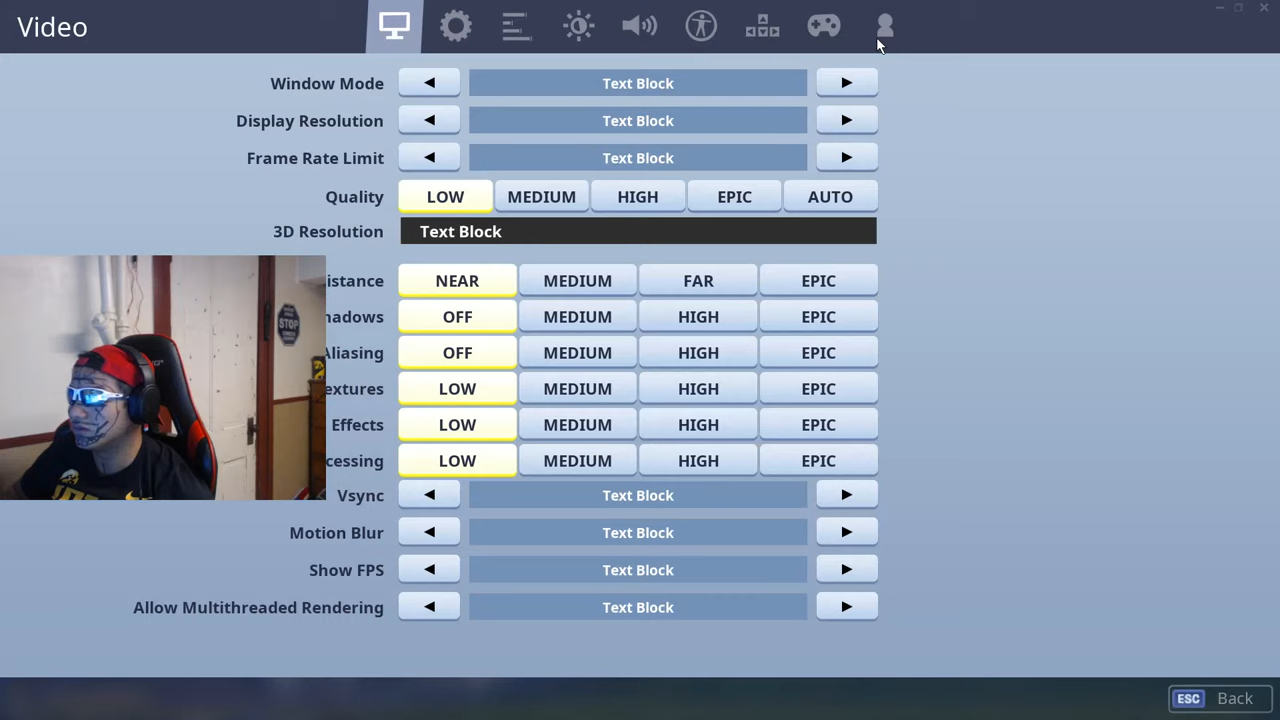 Video
Window Mode ◄ Text Block ►
Display Resolution ◄ Text Block ►
Frame Rate Limit ◄ Text Block ►
Quality LOW MEDIUM HIGH EPIC AUTO
3D Resolution Text Block
istance NEAR MEDIUM FAR EPIC
hadows OFF MEDIUM HIGH EPIC
Aliasing OFF MEDIUM HIGH EPIC
extures LOW MEDIUM HIGH EPIC
Effects LOW MEDIUM HIGH EPIC
cessing LOW MEDIUM HIGH EPIC
Vsync ◄ Text Block ►
Motion Blur ◄ Text Block ►
Show FPS ◄ Text Block ►
Allow Multithreaded Rendering ◄ Text Block ►
STOP
ESC Back